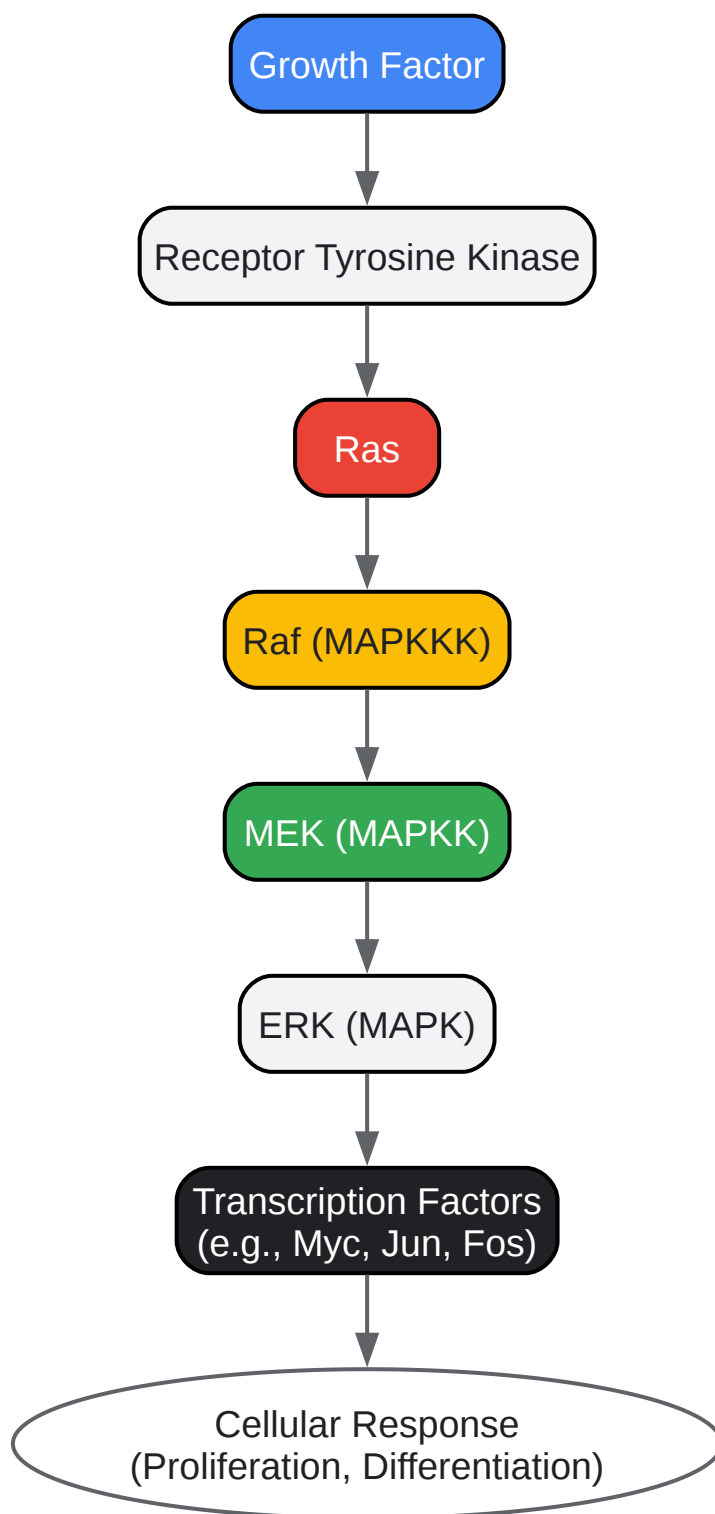 Growth Factor
Receptor Tyrosine Kinase
Ras
Raf (MAPKKK)
MEK (MAPKK)
ERK (MAPK)
Transcription Factors
(e.g., Myc, Jun, Fos)
Cellular Response
(Proliferation, Differentiation)